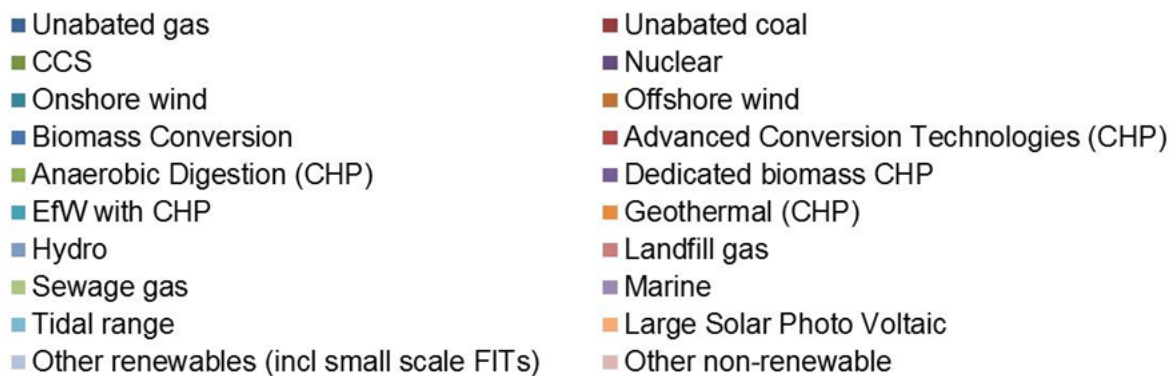 Unabated gas
Unabated coal
CCS
Nuclear
Onshore wind
Offshore wind
Biomass Conversion
Advanced Conversion Technologies (CHP)
Anaerobic Digestion (CHP)
Dedicated biomass CHP
EfW with CHP
Geothermal (CHP)
Hydro
Landfill gas
Sewage gas
Marine
Tidal range
Large Solar Photo Voltaic
Other renewables (incl small scale FITs)
Other non-renewable